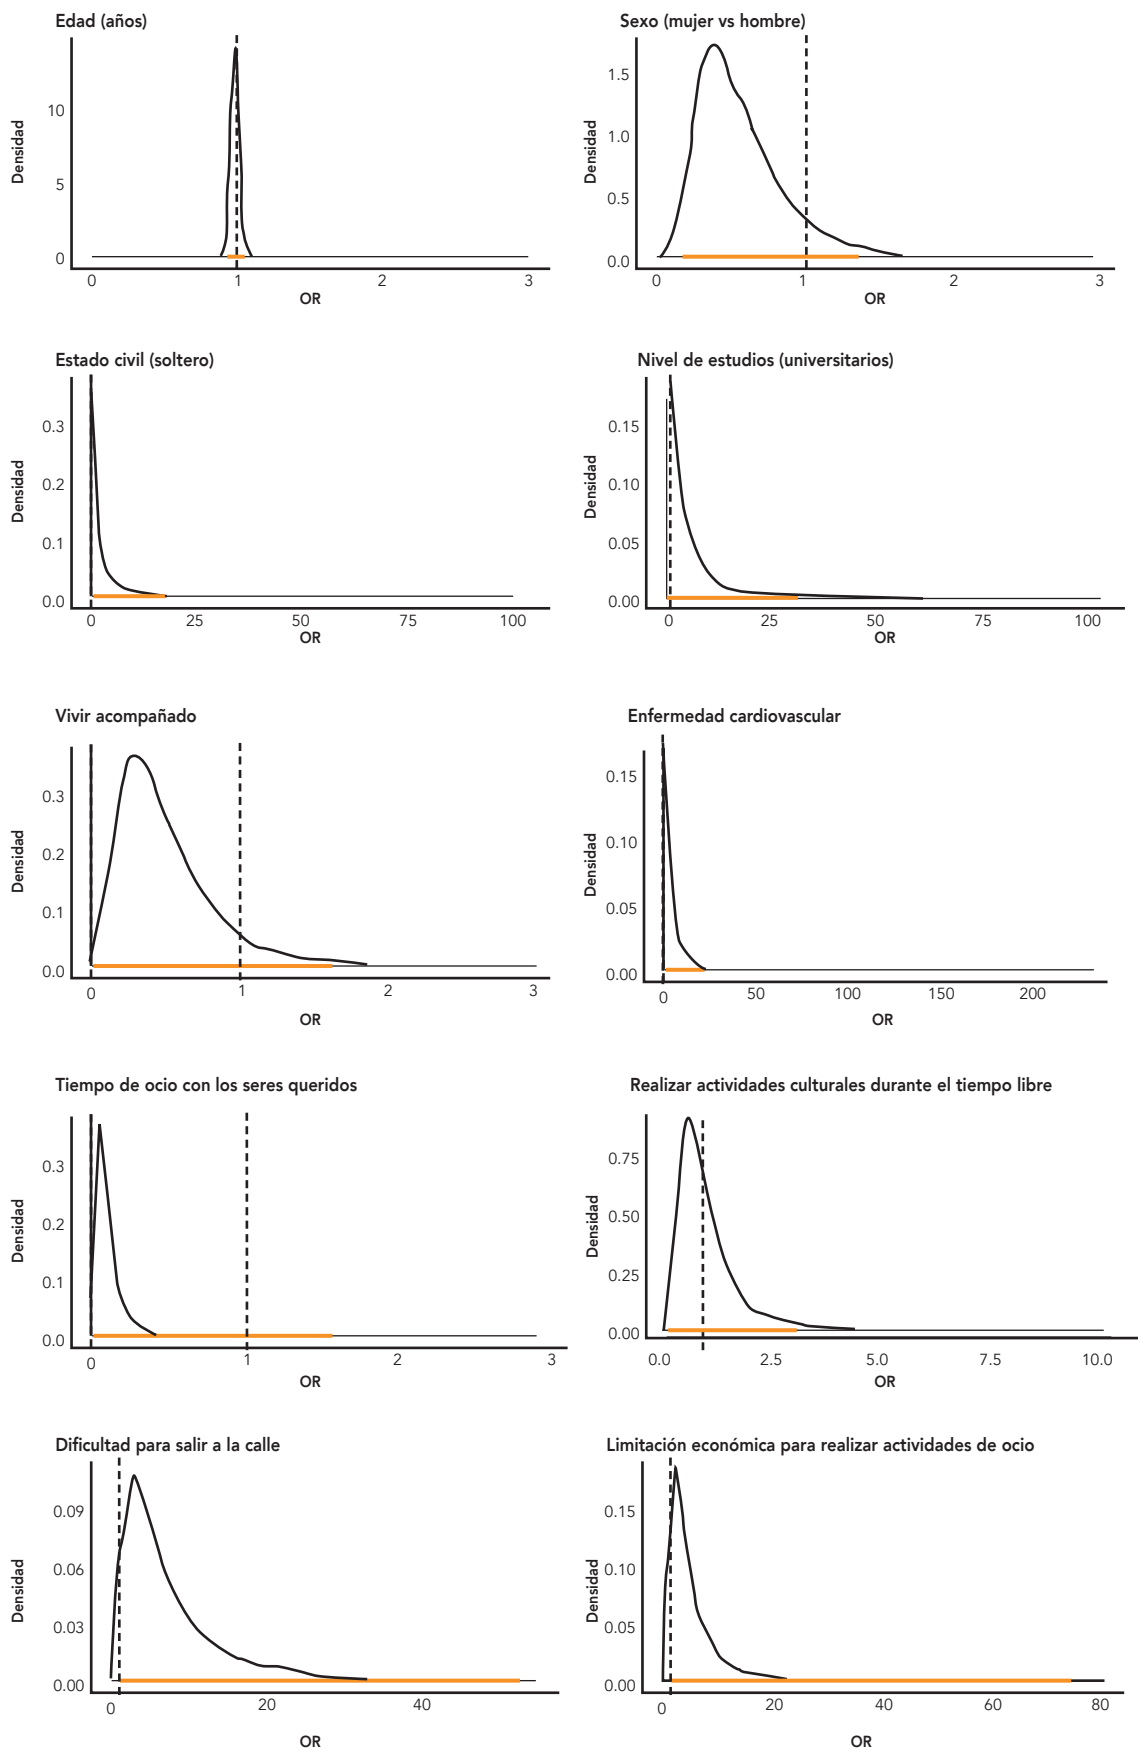 Edad (años)
Densidad
10
5
0
0 1 2 3
OR
Sexo (mujer vs hombre)
Densidad
1.5
1.0
0.5
0.0
0 1 2 3
OR
Estado civil (soltero)
Densidad
0.3
0.2
0.1
0.0
0 25 50 75 100
OR
Nivel de estudios (universitarios)
Densidad
0.15
0.10
0.05
0.00
0 25 50 75 100
OR
Vivir acompañado
Densidad
0.3
0.2
0.1
0.0
0 1 2 3
OR
Enfermedad cardiovascular
Densidad
0.15
0.10
0.05
0.00
0 50 100 150 200
OR
Tiempo de ocio con los seres queridos
Densidad
0.3
0.2
0.1
0.0
0 1 2 3
OR
Realizar actividades culturales durante el tiempo libre
Densidad
0.75
0.50
0.25
0.00
0.0 2.5 5.0 7.5 10.0
OR
Dificultad para salir a la calle
Densidad
0.09
0.06
0.03
0.00
0 20 40
OR
Limitación económica para realizar actividades de ocio
Densidad
0.15
0.10
0.05
0.00
0 20 40 60 80
OR